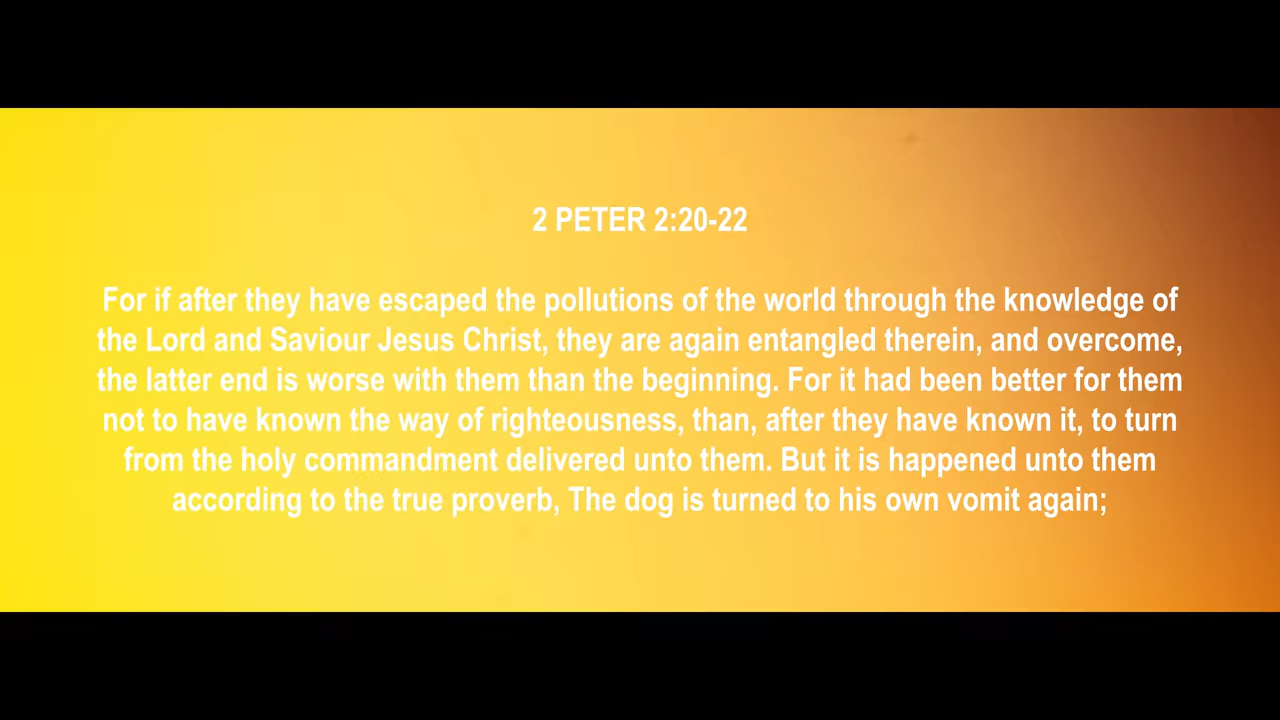 2 PETER 2:20-22
For if after they have escaped the pollutions of the world through the knowledge of
the Lord and Saviour Jesus Christ, they are again entangled therein, and overcome,
the latter end is worse with them than the beginning. For it had been better for them
not to have known the way of righteousness, than, after they have known it, to turn
from the holy commandment delivered unto them. But it is happened unto them
according to the true proverb, The dog is turned to his own vomit again;